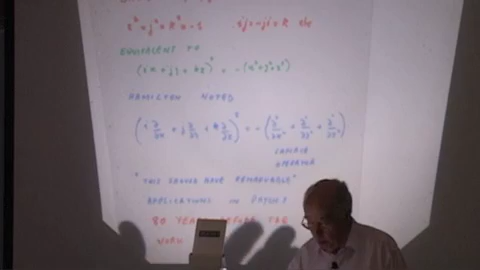 i² = j² = k² = -1   ij = -ji = k etc
EQUIVALENT TO
(ix + jy + kz)² = -(x² + y² + z²)
HAMILTON NOTES
(i ∂/∂x + j ∂/∂y + k ∂/∂z)² = -(∂²/∂x² + ∂²/∂y² + ∂²/∂z²)
LAPLACE
OPERATOR
"THIS SHOULD HAVE REMARKABLE"
APPLICATIONS IN
80 YEARS BEFORE THE
WORK